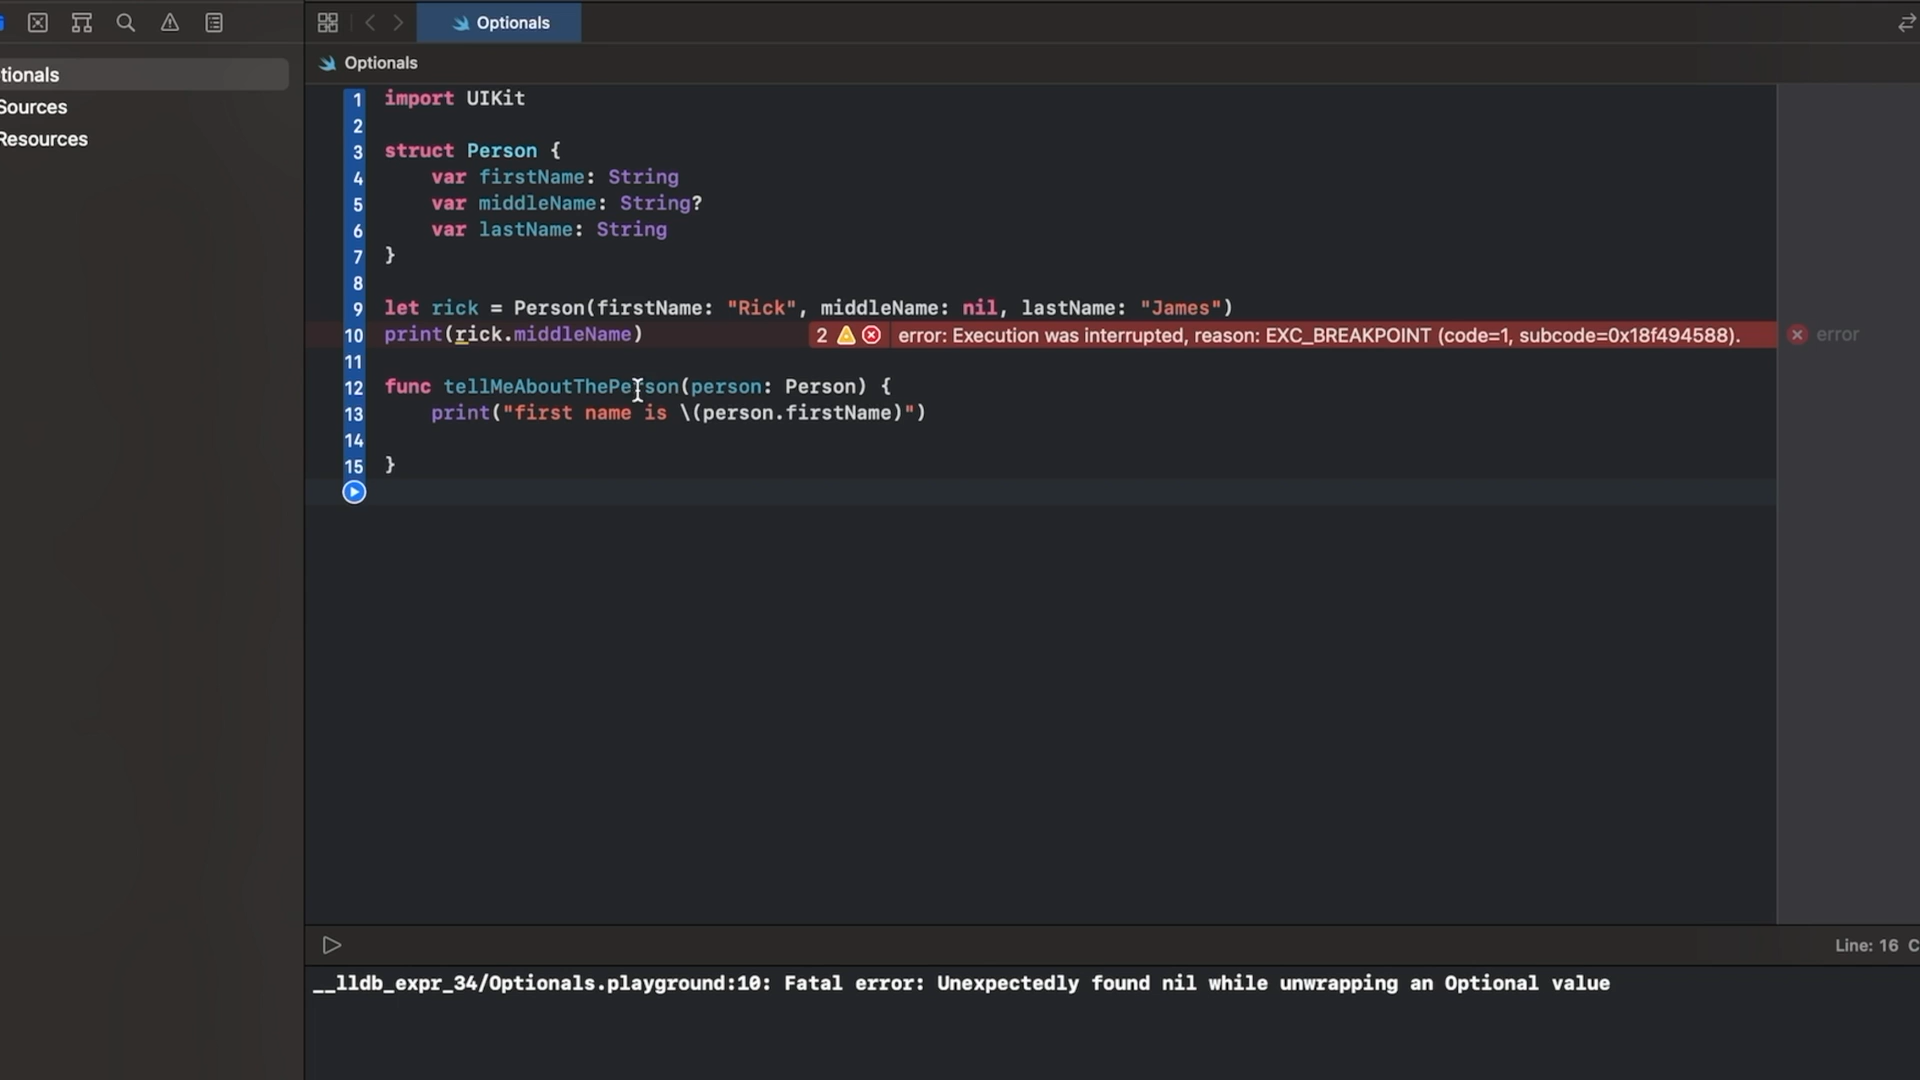 Optionals
Optionals
tionals
Sources
Resources
1 import UIKit
2
3 struct Person {
4 var firstName: String
5 var middleName: String?
6 var lastName: String
7 }
8
9 let rick = Person(firstName: "Rick", middleName: nil, lastName: "James")
10 print(rick.middleName) 2 error: Execution was interrupted, reason: EXC_BREAKPOINT (code=1, subcode=0x18f494588). error
11
12 func tellMeAboutThePerson(person: Person) {
13 print("first name is \(person.firstName)")
14
15 }
Line: 16 C
__lldb_expr_34/Optionals.playground:10: Fatal error: Unexpectedly found nil while unwrapping an Optional value